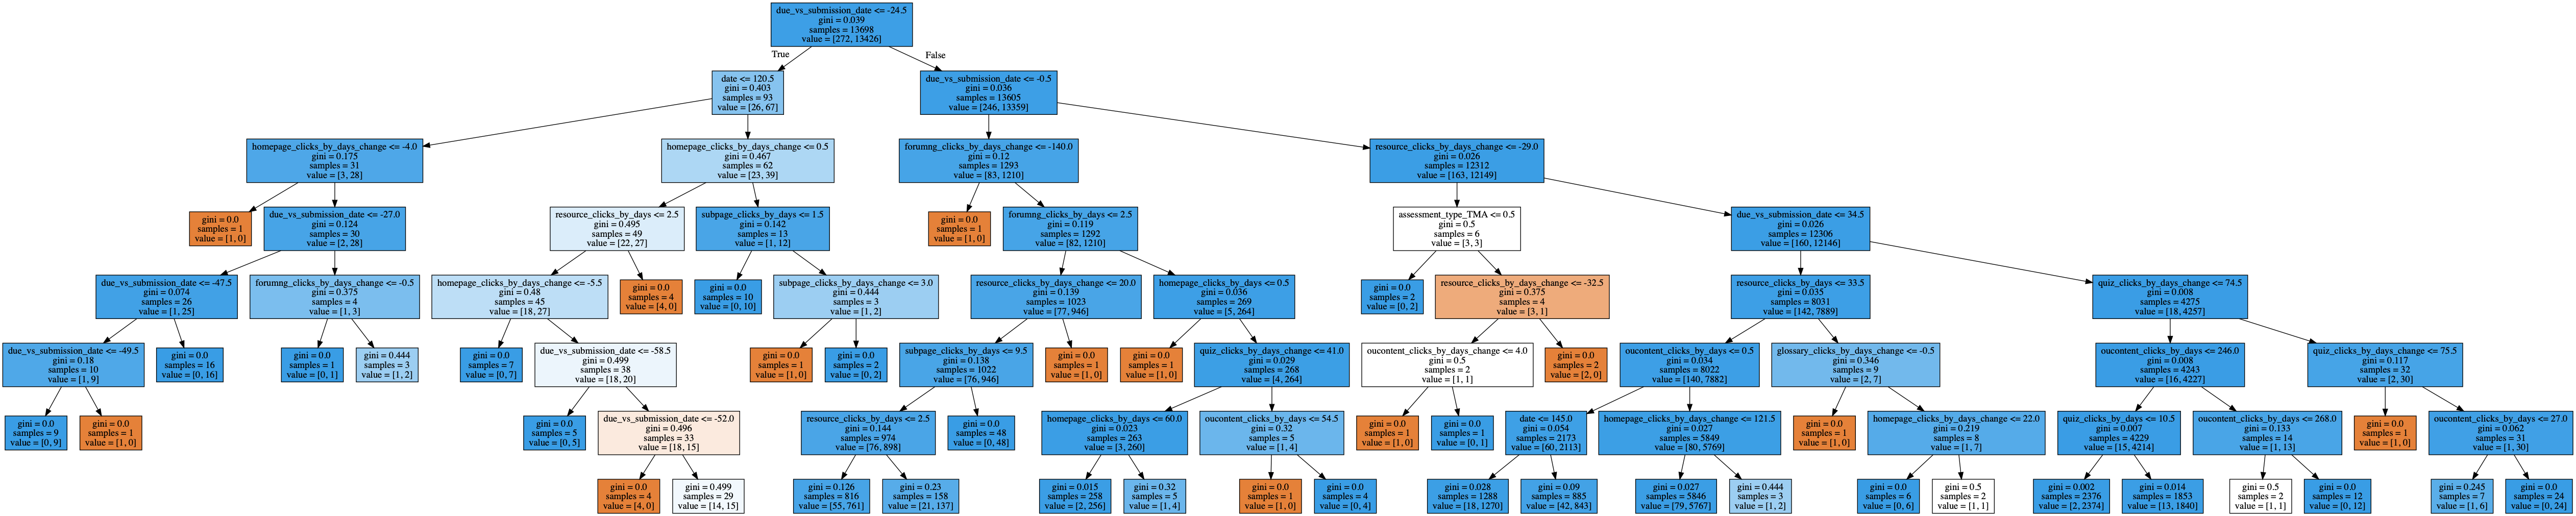 due_vs_submission_date <= -24.5
gini = 0.039
samples = 13698
value = [272, 13426]
True
False
date <= 120.5
gini = 0.403
samples = 93
value = [26, 67]
due_vs_submission_date <= -0.5
gini = 0.036
samples = 13605
value = [246, 13359]
homepage_clicks_by_days_change <= -4.0
gini = 0.175
samples = 31
value = [3, 28]
homepage_clicks_by_days_change <= 0.5
gini = 0.467
samples = 62
value = [23, 39]
forumng_clicks_by_days_change <= -140.0
gini = 0.12
samples = 1293
value = [83, 1210]
resource_clicks_by_days_change <= -29.0
gini = 0.026
samples = 12312
value = [163, 12149]
gini = 0.0
samples = 1
value = [1, 0]
due_vs_submission_date <= -27.0
gini = 0.124
samples = 30
value = [2, 28]
resource_clicks_by_days <= 2.5
gini = 0.495
samples = 49
value = [22, 27]
subpage_clicks_by_days <= 1.5
gini = 0.142
samples = 13
value = [1, 12]
gini = 0.0
samples = 1
value = [1, 0]
forumng_clicks_by_days <= 2.5
gini = 0.119
samples = 1292
value = [82, 1210]
assessment_type_TMA <= 0.5
gini = 0.5
samples = 6
value = [3, 3]
due_vs_submission_date <= 34.5
gini = 0.026
samples = 12306
value = [160, 12146]
due_vs_submission_date <= -47.5
gini = 0.074
samples = 26
value = [1, 25]
forumng_clicks_by_days_change <= -0.5
gini = 0.375
samples = 4
value = [1, 3]
homepage_clicks_by_days_change <= -5.5
gini = 0.48
samples = 45
value = [18, 27]
gini = 0.0
samples = 4
value = [4, 0]
gini = 0.0
samples = 10
value = [0, 10]
subpage_clicks_by_days_change <= 3.0
gini = 0.444
samples = 3
value = [1, 2]
resource_clicks_by_days_change <= 20.0
gini = 0.139
samples = 1023
value = [77, 946]
homepage_clicks_by_days <= 0.5
gini = 0.036
samples = 269
value = [5, 264]
gini = 0.0
samples = 2
value = [0, 2]
resource_clicks_by_days_change <= -32.5
gini = 0.375
samples = 4
value = [3, 1]
resource_clicks_by_days <= 33.5
gini = 0.035
samples = 8031
value = [142, 7889]
quiz_clicks_by_days_change <= 74.5
gini = 0.008
samples = 4275
value = [18, 4257]
due_vs_submission_date <= -49.5
gini = 0.18
samples = 10
value = [1, 9]
gini = 0.0
samples = 16
value = [0, 16]
gini = 0.0
samples = 1
value = [0, 1]
gini = 0.444
samples = 3
value = [1, 2]
gini = 0.0
samples = 7
value = [0, 7]
due_vs_submission_date <= -58.5
gini = 0.499
samples = 38
value = [18, 20]
gini = 0.0
samples = 1
value = [1, 0]
gini = 0.0
samples = 2
value = [0, 2]
subpage_clicks_by_days <= 9.5
gini = 0.138
samples = 1022
value = [76, 946]
gini = 0.0
samples = 1
value = [1, 0]
gini = 0.0
samples = 1
value = [1, 0]
quiz_clicks_by_days_change <= 41.0
gini = 0.029
samples = 268
value = [4, 264]
oucontent_clicks_by_days_change <= 4.0
gini = 0.5
samples = 2
value = [1, 1]
gini = 0.0
samples = 2
value = [2, 0]
oucontent_clicks_by_days <= 0.5
gini = 0.034
samples = 8022
value = [140, 7882]
glossary_clicks_by_days_change <= -0.5
gini = 0.346
samples = 9
value = [2, 7]
oucontent_clicks_by_days <= 246.0
gini = 0.008
samples = 4243
value = [16, 4227]
quiz_clicks_by_days_change <= 75.5
gini = 0.117
samples = 32
value = [2, 30]
gini = 0.0
samples = 9
value = [0, 9]
gini = 0.0
samples = 1
value = [1, 0]
gini = 0.0
samples = 5
value = [0, 5]
due_vs_submission_date <= -52.0
gini = 0.496
samples = 33
value = [18, 15]
resource_clicks_by_days <= 2.5
gini = 0.144
samples = 974
value = [76, 898]
gini = 0.0
samples = 48
value = [0, 48]
homepage_clicks_by_days <= 60.0
gini = 0.023
samples = 263
value = [3, 260]
oucontent_clicks_by_days <= 54.5
gini = 0.32
samples = 5
value = [1, 4]
gini = 0.0
samples = 1
value = [1, 0]
gini = 0.0
samples = 1
value = [0, 1]
date <= 145.0
gini = 0.054
samples = 2173
value = [60, 2113]
homepage_clicks_by_days_change <= 121.5
gini = 0.027
samples = 5849
value = [80, 5769]
gini = 0.0
samples = 1
value = [1, 0]
homepage_clicks_by_days_change <= 22.0
gini = 0.219
samples = 8
value = [1, 7]
quiz_clicks_by_days <= 10.5
gini = 0.007
samples = 4229
value = [15, 4214]
oucontent_clicks_by_days <= 268.0
gini = 0.133
samples = 14
value = [1, 13]
gini = 0.0
samples = 1
value = [1, 0]
oucontent_clicks_by_days <= 27.0
gini = 0.062
samples = 31
value = [1, 30]
gini = 0.0
samples = 4
value = [4, 0]
gini = 0.499
samples = 29
value = [14, 15]
gini = 0.126
samples = 816
value = [55, 761]
gini = 0.23
samples = 158
value = [21, 137]
gini = 0.015
samples = 258
value = [2, 256]
gini = 0.32
samples = 5
value = [1, 4]
gini = 0.0
samples = 1
value = [1, 0]
gini = 0.0
samples = 4
value = [0, 4]
gini = 0.028
samples = 1288
value = [18, 1270]
gini = 0.09
samples = 885
value = [42, 843]
gini = 0.027
samples = 5846
value = [79, 5767]
gini = 0.444
samples = 3
value = [1, 2]
gini = 0.0
samples = 6
value = [0, 6]
gini = 0.5
samples = 2
value = [1, 1]
gini = 0.002
samples = 2376
value = [2, 2374]
gini = 0.014
samples = 1853
value = [13, 1840]
gini = 0.5
samples = 2
value = [1, 1]
gini = 0.0
samples = 12
value = [0, 12]
gini = 0.245
samples = 7
value = [1, 6]
gini = 0.0
samples = 24
value = [0, 24]